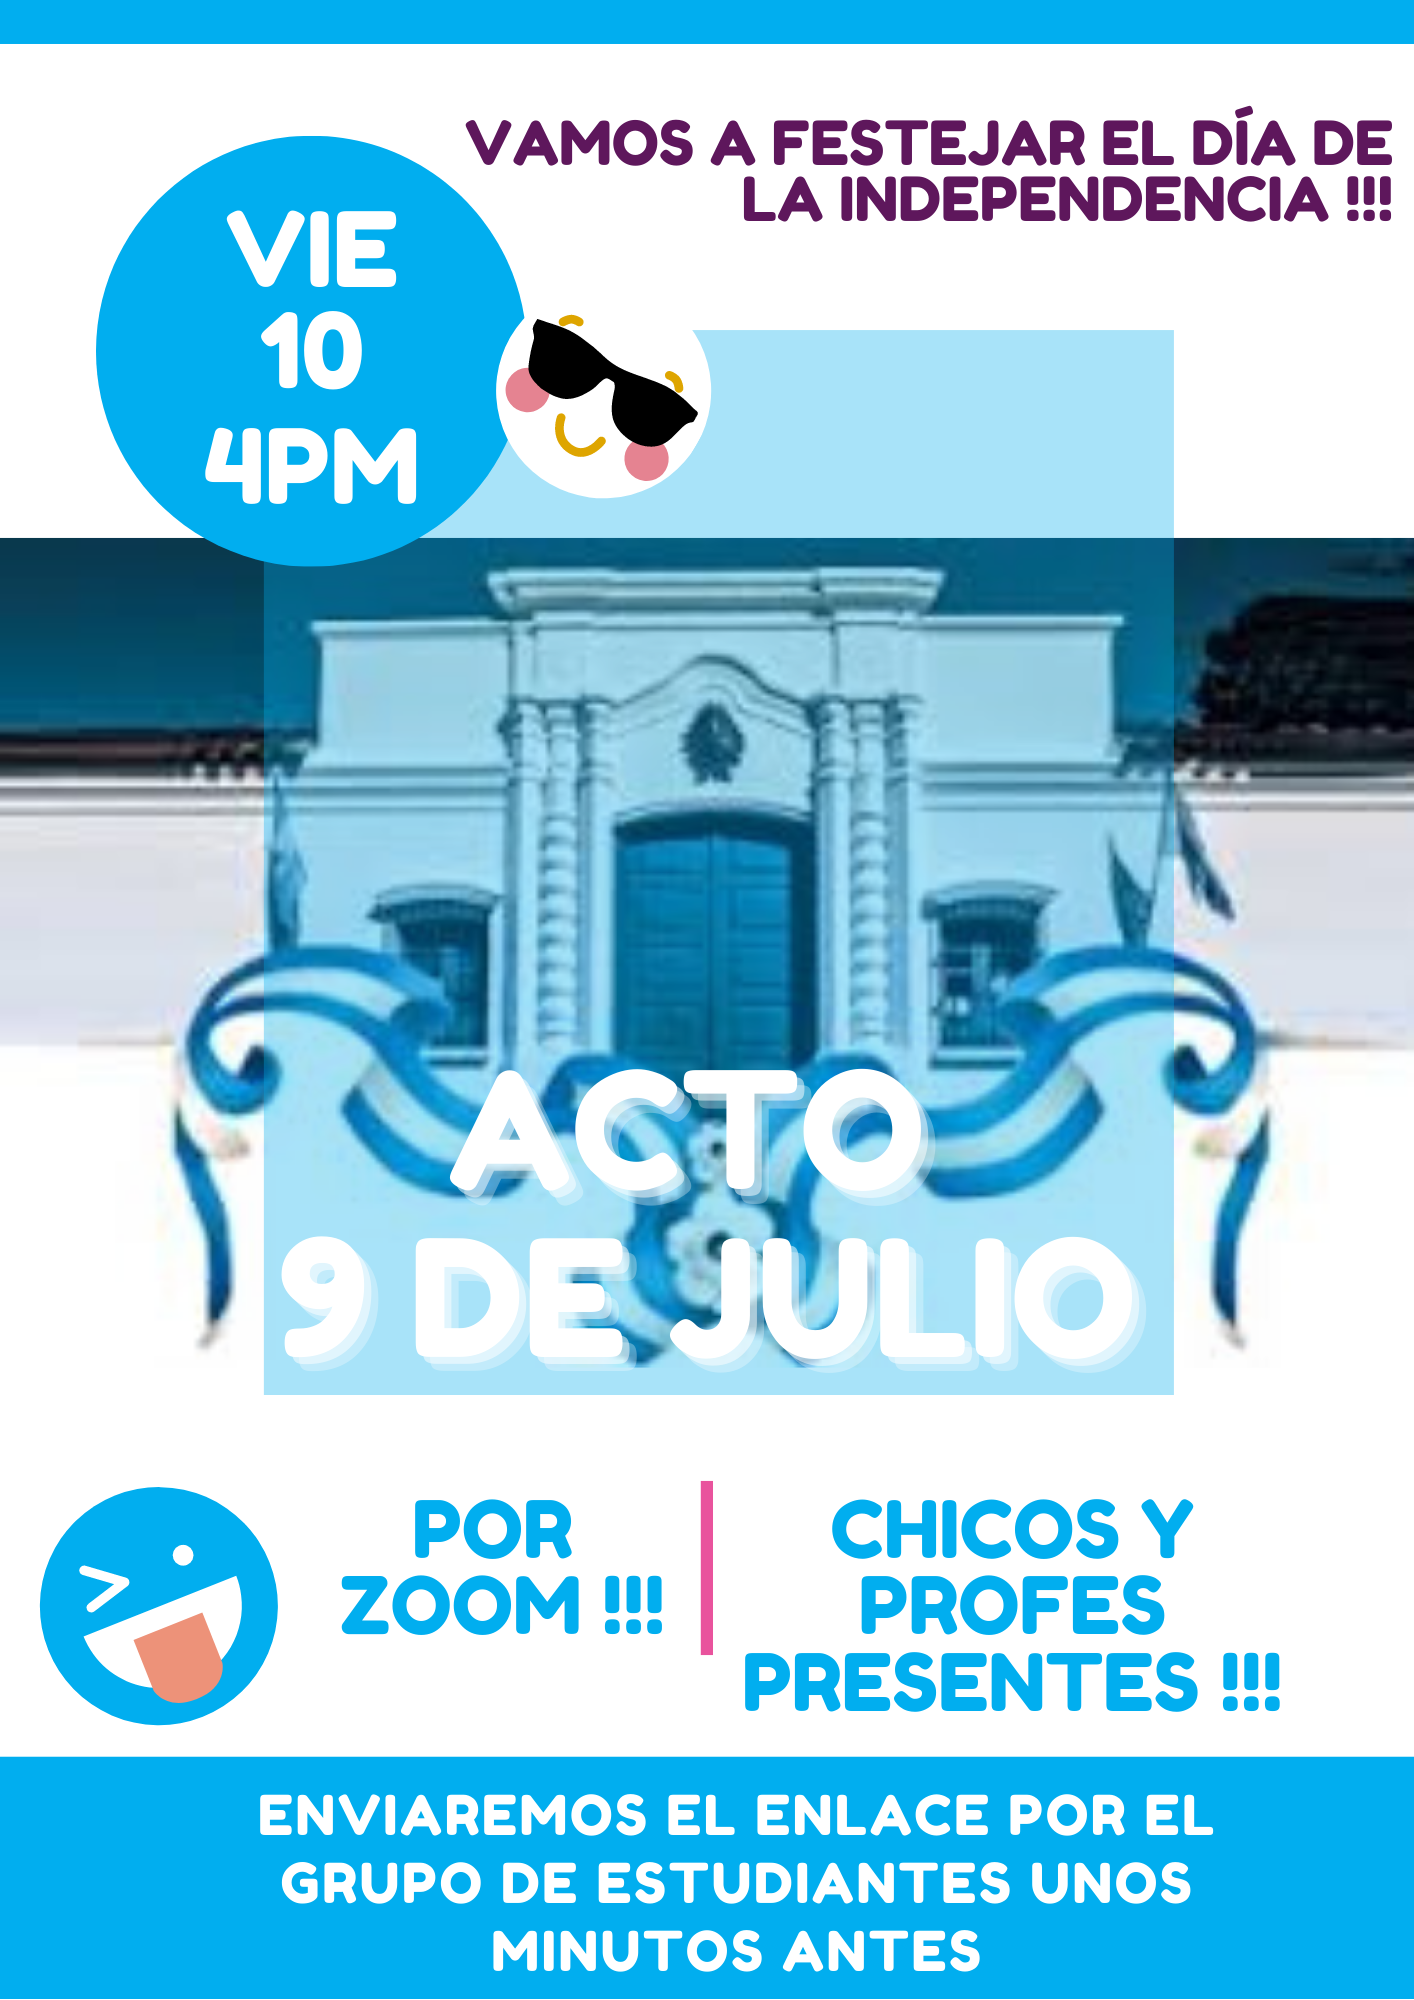 VAMOS A FESTEJAR EL DÍA DE
LA INDEPENDENCIA !!!
VIE
10
4PM
ACTO
9 DE JULIO
POR
ZOOM !!!
CHICOS Y
PROFES
PRESENTES !!!
ENVIAREMOS EL ENLACE POR EL
GRUPO DE ESTUDIANTES UNOS
MINUTOS ANTES